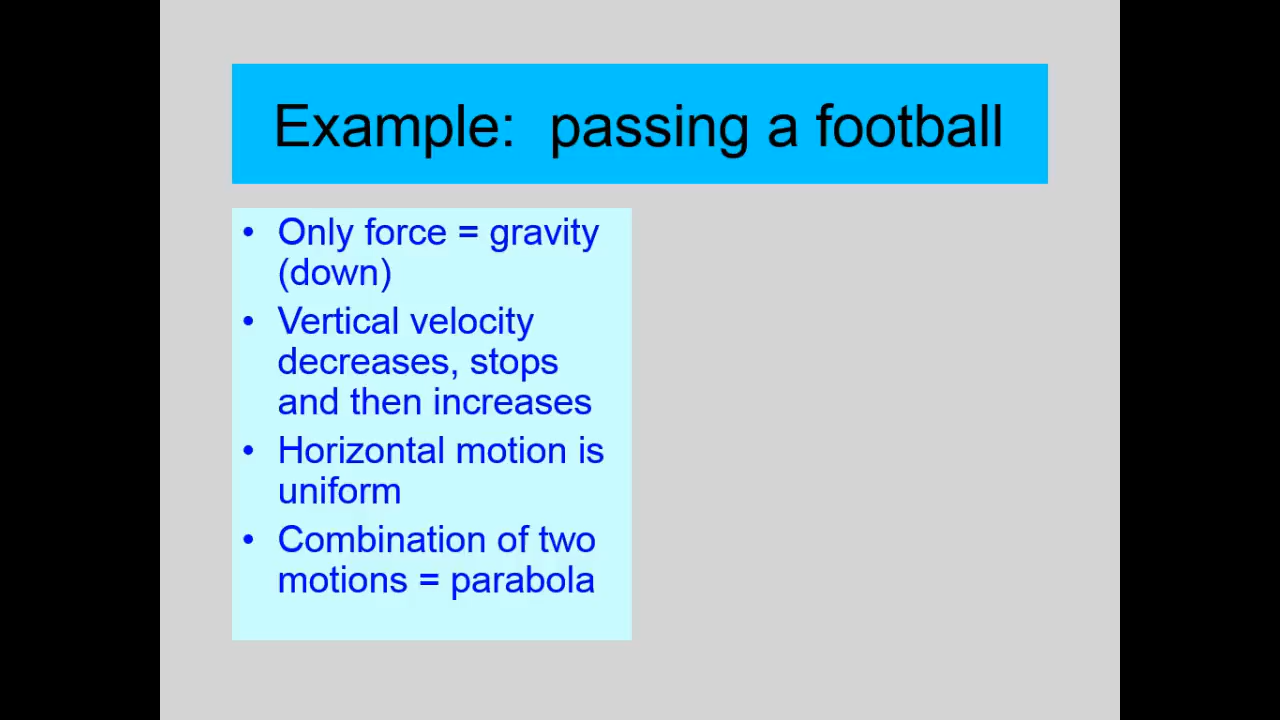 Example:  passing a football
• Only force = gravity
(down)
• Vertical velocity
decreases, stops
and then increases
• Horizontal motion is
uniform
• Combination of two
motions = parabola